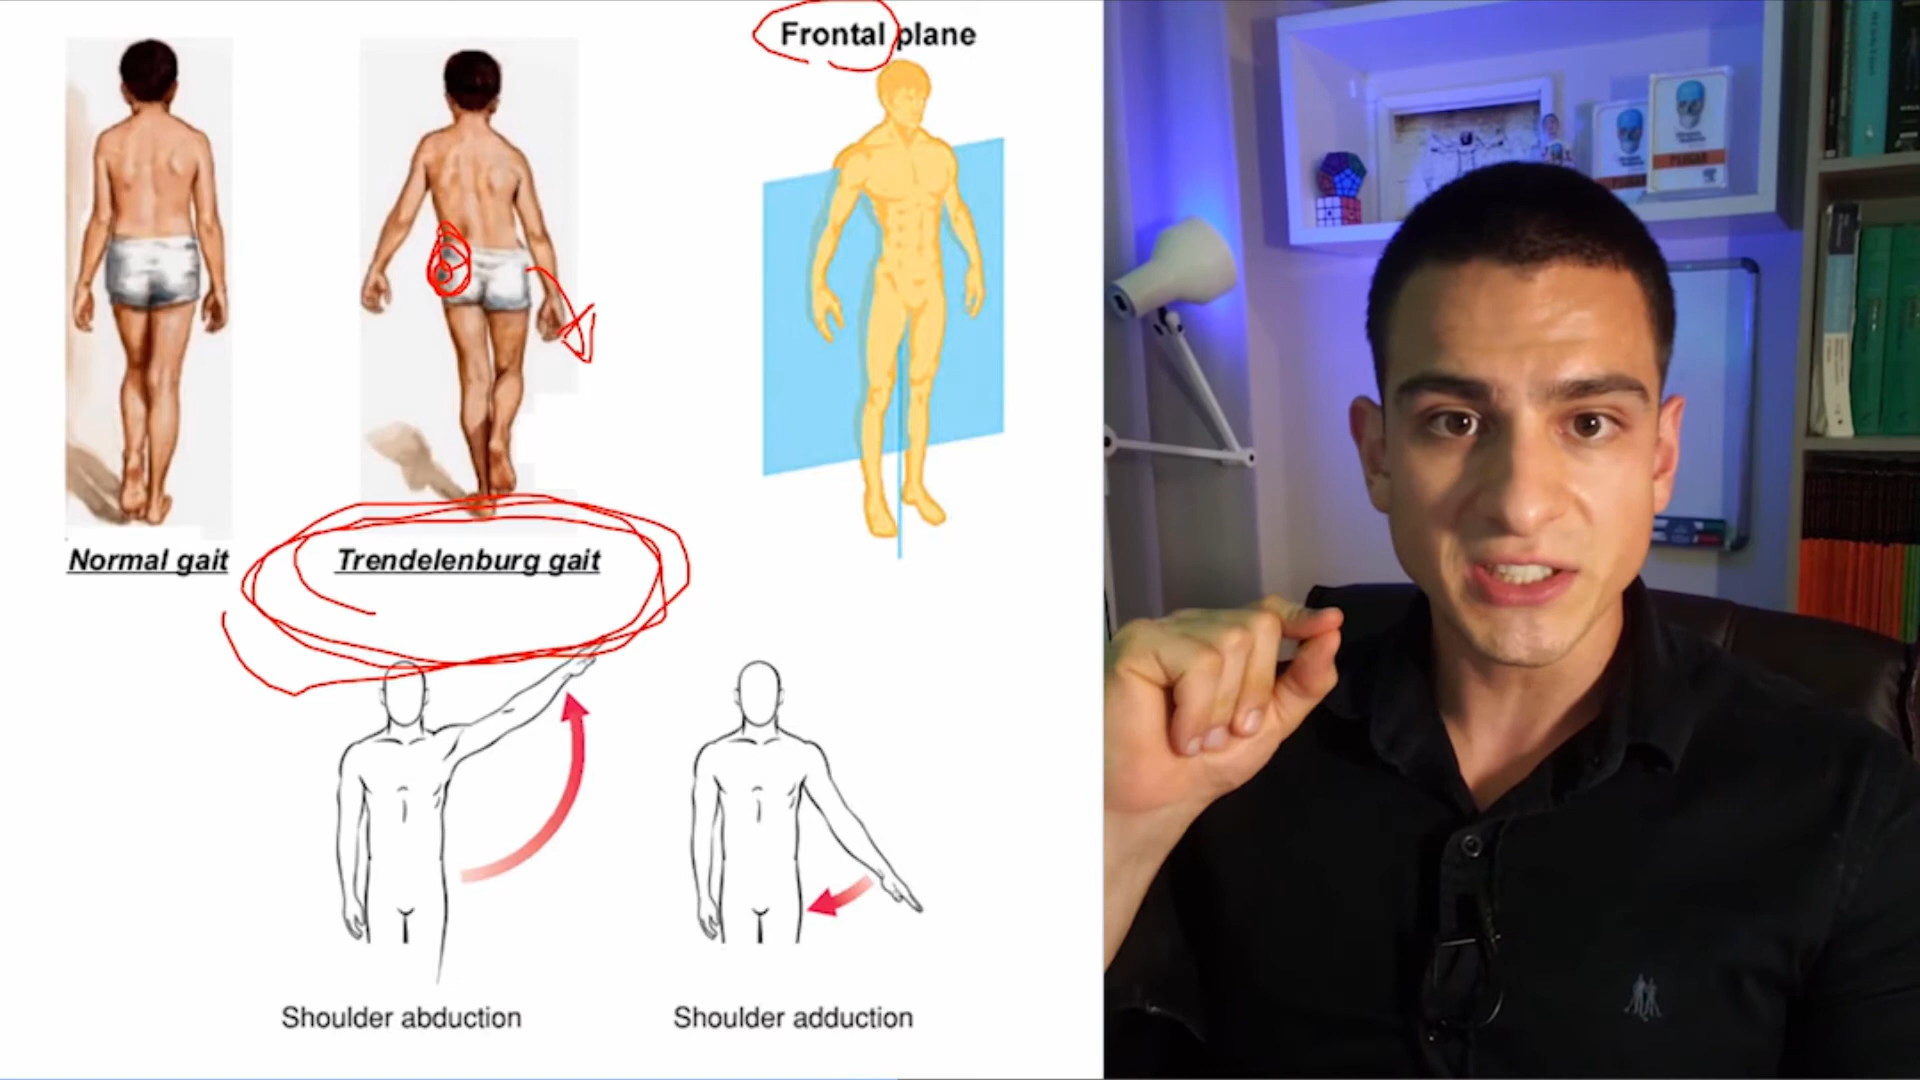 Frontal plane
Normal gait
Trendelenburg gait
Shoulder abduction
Shoulder adduction